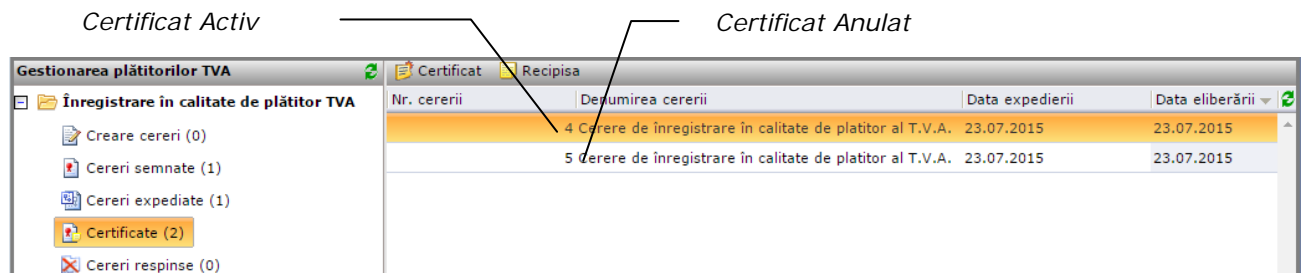 Certificat Activ
Certificat Anulat
Gestionarea plătitorilor TVA
Certificat Recipisa
Înregistrare în calitate de plătitor TVA
Nr. cererii Denumirea cererii Data expedierii Data eliberării
Creare cereri (0)
4 Cerere de înregistrare în calitate de platitor al T.V.A. 23.07.2015 23.07.2015
Cereri semnate (1)
5 Cerere de înregistrare în calitate de platitor al T.V.A. 23.07.2015 23.07.2015
Cereri expediate (1)
Certificate (2)
Cereri respinse (0)